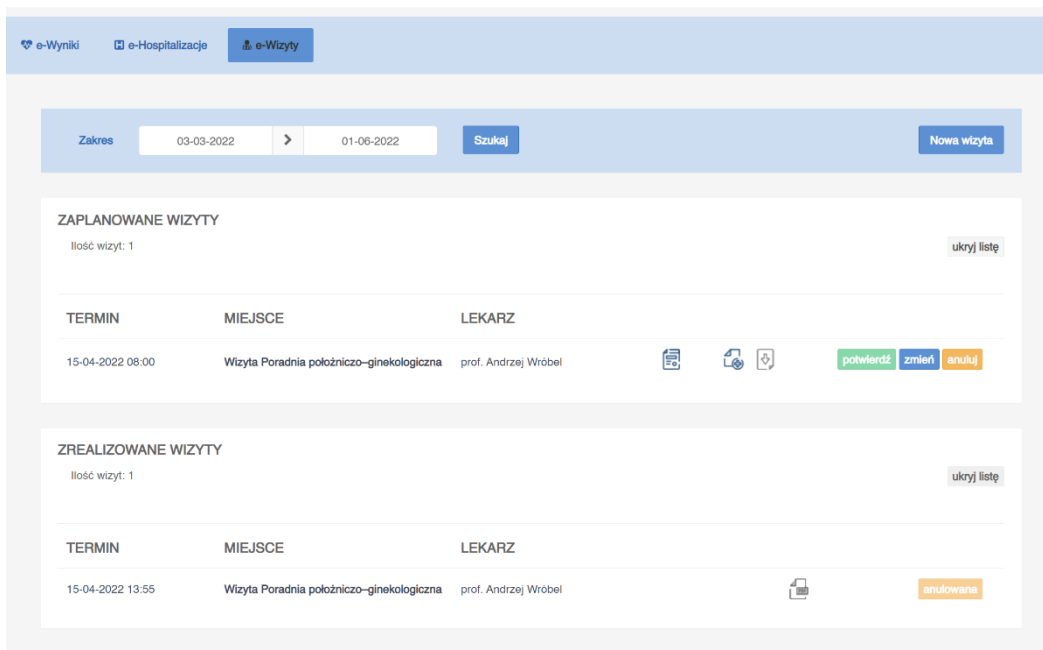 e-Wyniki e-Hospitalizacje e-Wizyty
Zakres 03-03-2022 01-06-2022 Szukaj Nowa wizyta
ZAPLANOWANE WIZYTY
Ilość wizyt: 1 ukryj listę
TERMIN MIEJSCE LEKARZ
15-04-2022 08:00 Wizyta Poradnia położniczo–ginekologiczna prof. Andrzej Wróbel potwierdź zmień anuluj
ZREALIZOWANE WIZYTY
Ilość wizyt: 1 ukryj listę
TERMIN MIEJSCE LEKARZ
15-04-2022 13:55 Wizyta Poradnia położniczo–ginekologiczna prof. Andrzej Wróbel anulowana